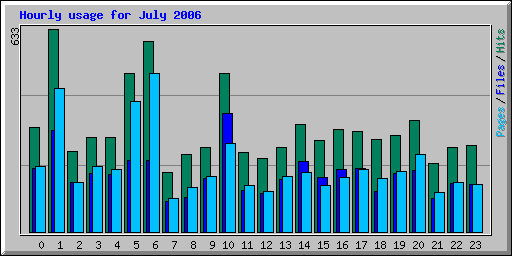 Hourly usage for July 2006
633
Pages / Files / Hits
0 1 2 3 4 5 6 7 8 9 10 11 12 13 14 15 16 17 18 19 20 21 22 23